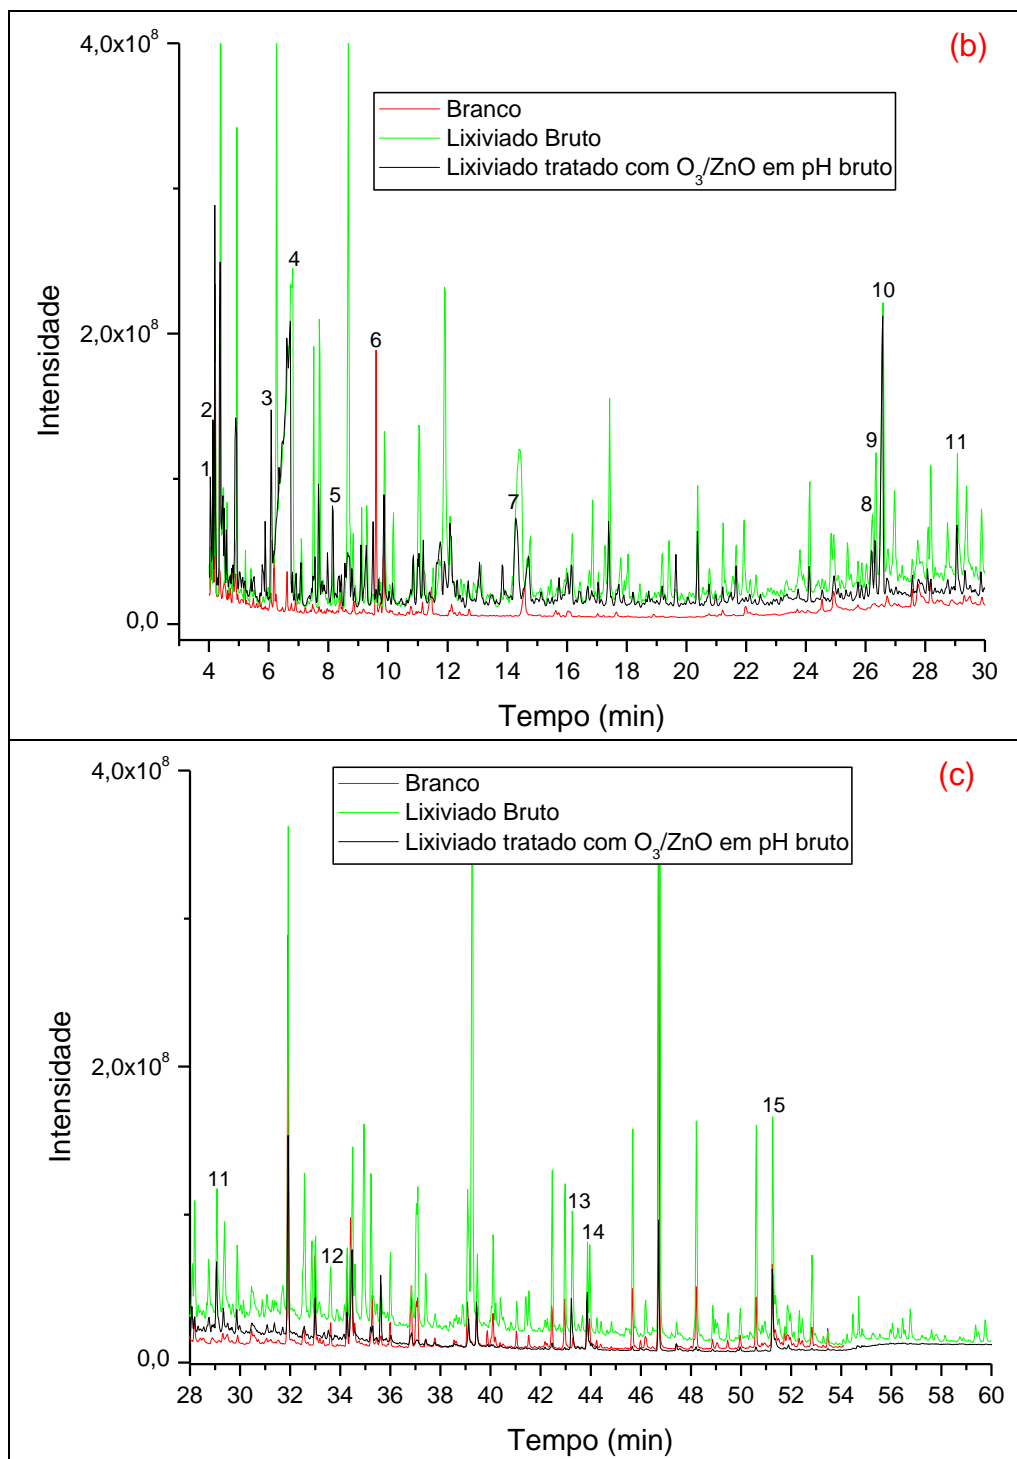 4,0x10⁸
(b)
Branco
Lixiviado Bruto
Lixiviado tratado com O₃/ZnO em pH bruto
4
2,0x10⁸
6
10
3
2
9
11
1
5
7
8
Intensidade
0,0
4 6 8 10 12 14 16 18 20 22 24 26 28 30
Tempo (min)
4,0x10⁸
(c)
Branco
Lixiviado Bruto
Lixiviado tratado com O₃/ZnO em pH bruto
2,0x10⁸
15
11
13
14
12
Intensidade
0,0
28 30 32 34 36 38 40 42 44 46 48 50 51 52 54 56 58 60
Tempo (min)